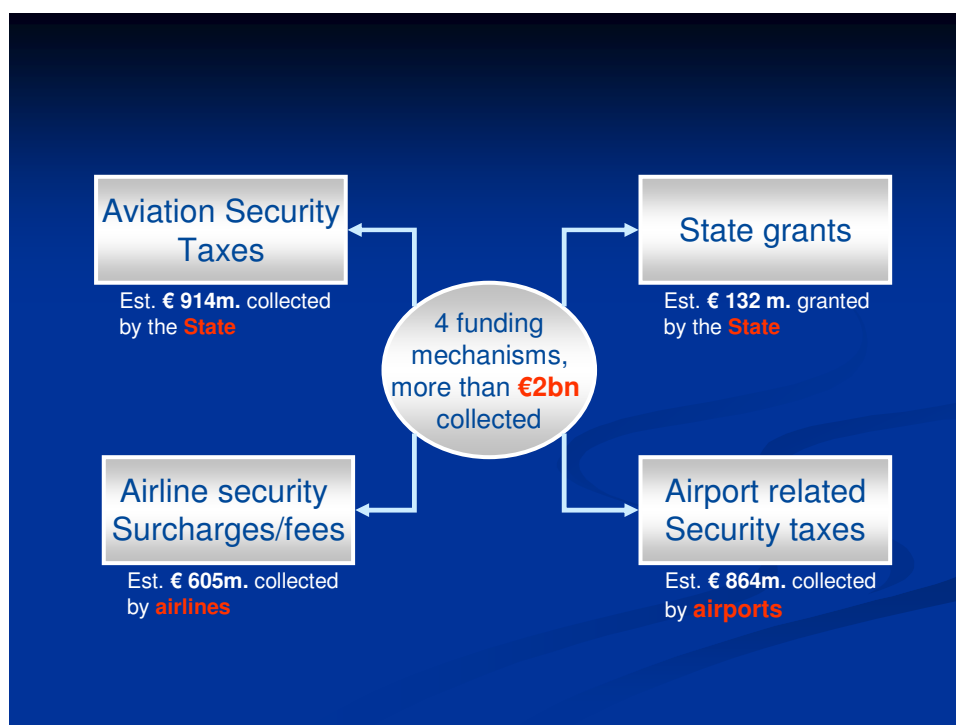 Aviation Security
Taxes
Est. € 914m. collected
by the State
State grants
Est. € 132 m. granted
by the State
4 funding
mechanisms,
more than €2bn
collected
Airline security
Surcharges/fees
Est. € 605m. collected
by airlines
Airport related
Security taxes
Est. € 864m. collected
by airports